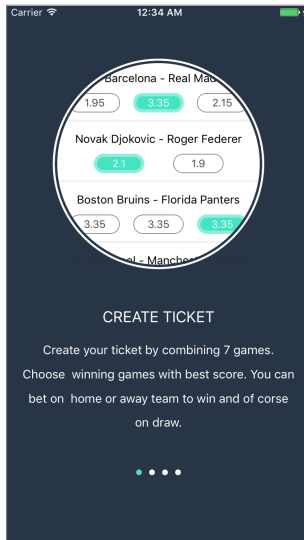 Carrier 12:34 AM
Barcelona - Real
1.95 3.35 2.15
Novak Djokovic - Roger Federer
2.1 1.9
Boston Bruins - Florida Panters
3.35 3.35 3.35
CREATE TICKET
Create your ticket by combining 7 games.
Choose winning games with best score. You can
bet on home or away team to win and of corse
on draw.